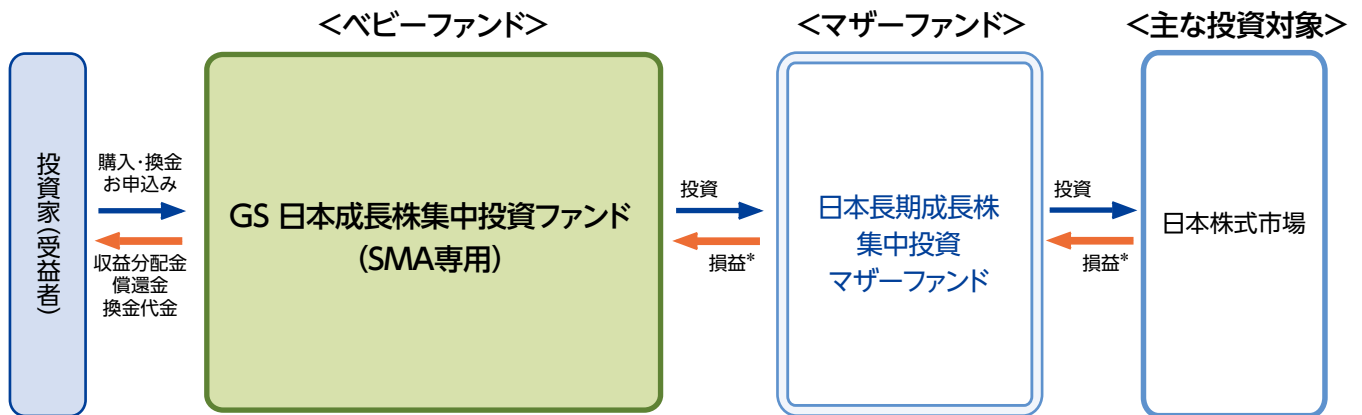 <ベビーファンド>
<マザーファンド>
<主な投資対象>
投資家(受益者)
購入・換金
お申込み
収益分配金
償還金
換金代金
GS 日本成長株集中投資ファンド
(SMA専用)
投資
損益*
日本長期成長株
集中投資
マザーファンド
投資
損益*
日本株式市場